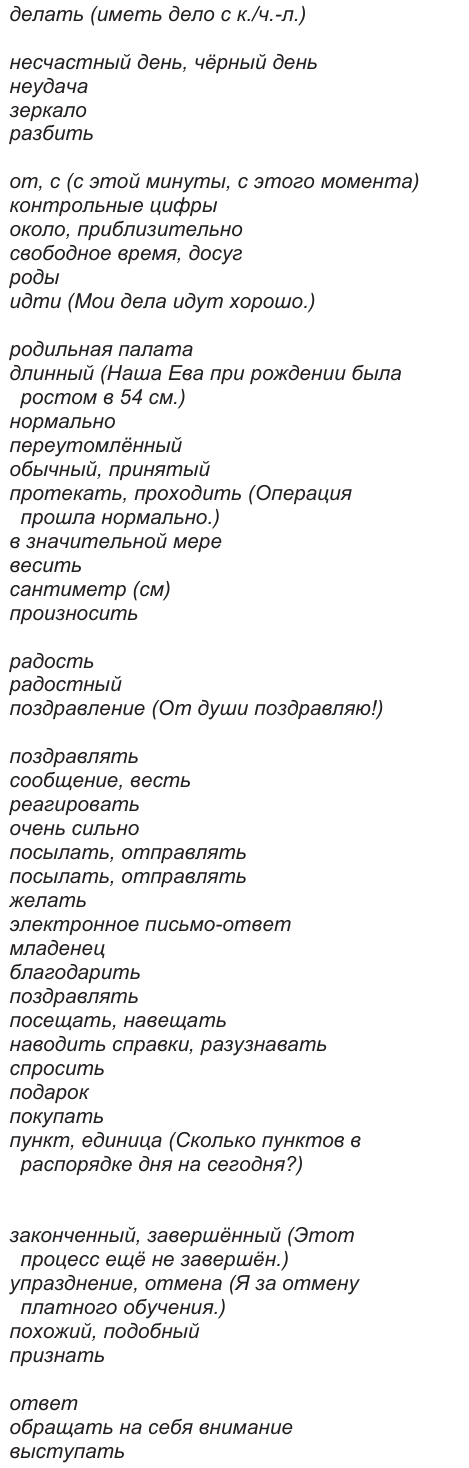 делать (иметь дело с к./ч.-л.)
несчастный день, чёрный день
неудача
зеркало
разбить
от, с (с этой минуты, с этого момента)
контрольные цифры
около, приблизительно
свободное время, досуг
роды
идти (Мои дела идут хорошо.)
родильная палата
длинный (Наша Ева при рождении была
ростом в 54 см.)
нормально
переутомлённый
обычный, принятый
протекать, проходить (Операция
прошла нормально.)
в значительной мере
весить
сантиметр (см)
произносить
радость
радостный
поздравление (От души поздравляю!)
поздравлять
сообщение, весть
реагировать
очень сильно
посылать, отправлять
посылать, отправлять
желать
электронное письмо-ответ
младенец
благодарить
поздравлять
посещать, навещать
наводить справки, разузнавать
спросить
подарок
покупать
пункт, единица (Сколько пунктов в
распорядке дня на сегодня?)
законченный, завершённый (Этот
процесс ещё не завершён.)
упразднение, отмена (Я за отмену
платного обучения.)
похожий, подобный
признать
ответ
обращать на себя внимание
выступать